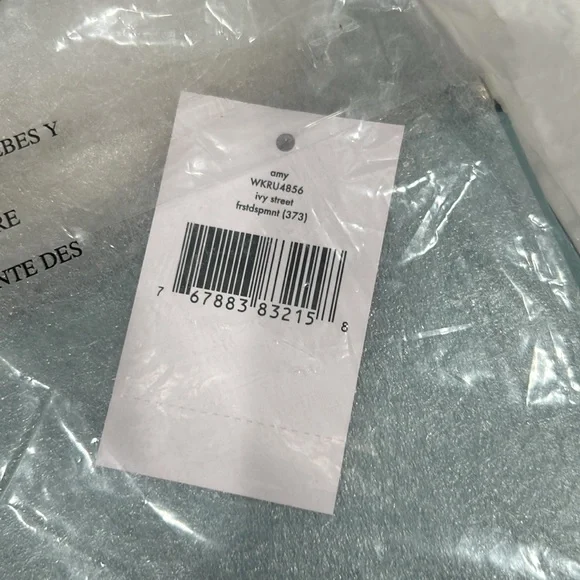 BES Y
RE
NTE DES
amy
WKRU4856
ivy street
frstdspmnt (373)
7 67883 83215 8